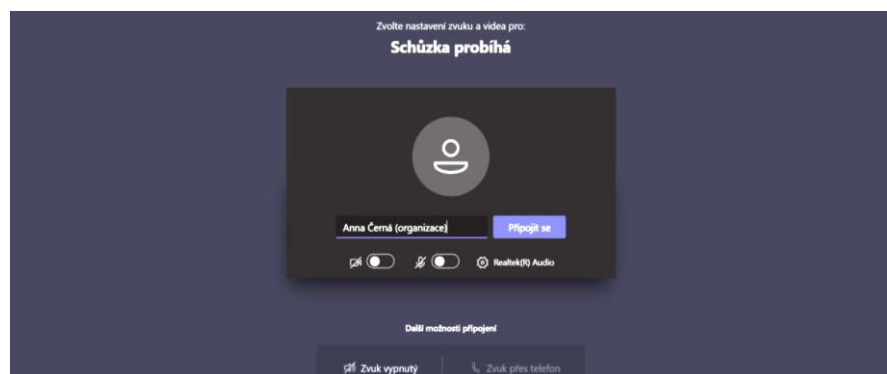 Zvolte nastavení zvuku a videa pro:
Schůzka probíhá
Anna Černá (organizace)
Připojit se
Realtek(R) Audio
Další možnosti připojení
Zvuk vypnutý
Zvuk přes telefon